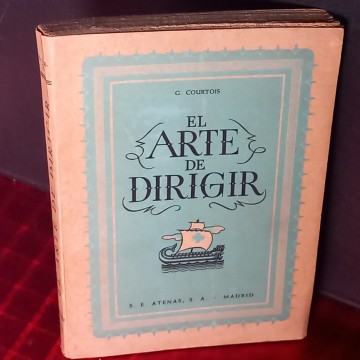 G. COURTOIS
EL
ARTE
DE
DIRIGIR
S. E. ATENAS, S. A. - MADRID